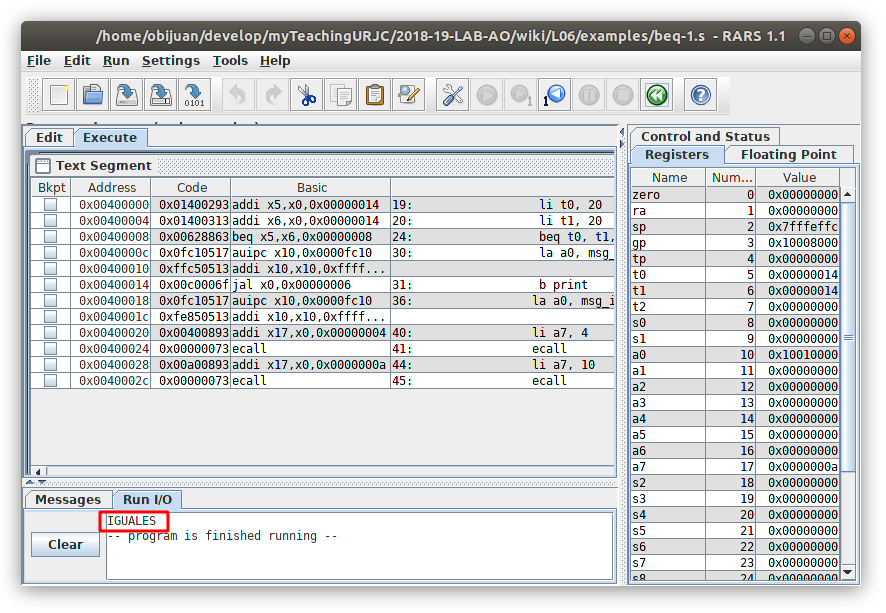 /home/obijuan/develop/myTeachingURJC/2018-19-LAB-AO/wiki/L06/examples/beq-1.s - RARS 1.1
File Edit Run Settings Tools Help
0101
1
1
Edit Execute
Text Segment
Bkpt Address Code Basic
0x00400000 0x01400293 addi x5,x0,0x00000014 19: li t0, 20
0x00400004 0x01400313 addi x6,x0,0x00000014 20: li t1, 20
0x00400008 0x00628863 beq x5,x6,0x00000008 24: beq t0, t1,
0x0040000c 0x0fc10517 auipc x10,0x0000fc10 30: la a0, msg_
0x00400010 0xffc50513 addi x10,x10,0xffff...
0x00400014 0x00c0006f jal x0,0x00000006 31: b print
0x00400018 0x0fc10517 auipc x10,0x0000fc10 36: la a0, msg_i
0x0040001c 0xfe850513 addi x10,x10,0xffff...
0x00400020 0x00400893 addi x17,x0,0x00000004 40: li a7, 4
0x00400024 0x00000073 ecall 41: ecall
0x00400028 0x00a00893 addi x17,x0,0x0000000a 44: li a7, 10
0x0040002c 0x00000073 ecall 45: ecall
Control and Status
Registers Floating Point
Name Num... Value
zero 0 0x00000000
ra 1 0x00000000
sp 2 0x7fffeffc
gp 3 0x10008000
tp 4 0x00000000
t0 5 0x00000014
t1 6 0x00000014
t2 7 0x00000000
s0 8 0x00000000
s1 9 0x00000000
a0 10 0x10010000
a1 11 0x00000000
a2 12 0x00000000
a3 13 0x00000000
a4 14 0x00000000
a5 15 0x00000000
a6 16 0x00000000
a7 17 0x0000000a
s2 18 0x00000000
s3 19 0x00000000
s4 20 0x00000000
s5 21 0x00000000
s6 22 0x00000000
s7 23 0x00000000
s8 24 0x00000000
Messages Run I/O
Clear
IGUALES
-- program is finished running --